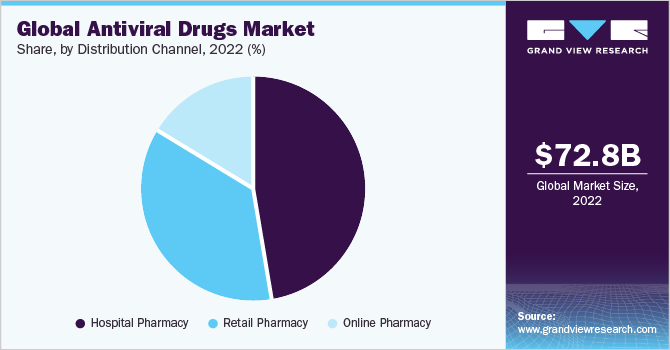 Global Antiviral Drugs Market
Share, by Distribution Channel, 2022 (%)
Hospital Pharmacy
Retail Pharmacy
Online Pharmacy
GRAND VIEW RESEARCH
$72.8B
Global Market Size,
2022
Source:
www.grandviewresearch.com